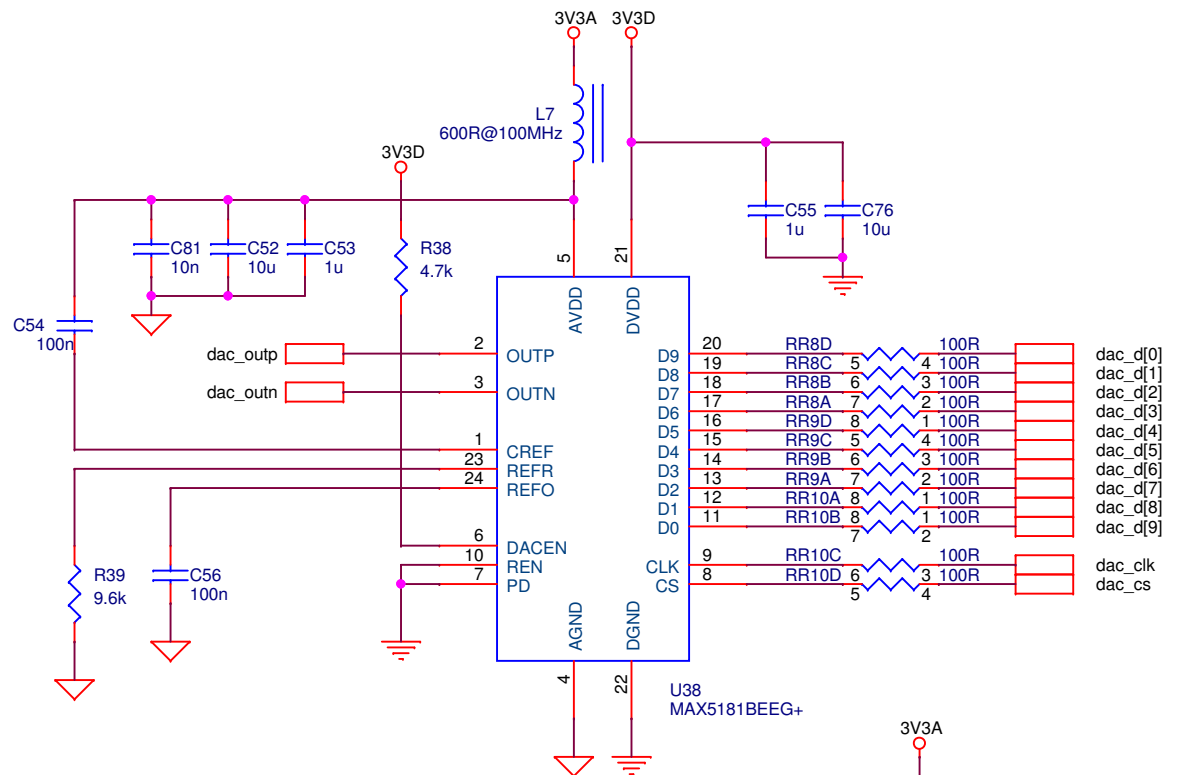 3V3A
3V3D
L7
600R@100MHz
3V3D
C81
10n
C52
10u
C53
1u
R38
4.7k
C55
1u
C76
10u
5
21
AVDD
DVDD
C54
100n
dac_outp
2
OUTP
dac_outn
3
OUTN
1
CREF
23
REFR
24
REFO
6
DACEN
10
REN
7
PD
R39
9.6k
C56
100n
D9 20 RR8D 5 4 100R dac_d[0]
D8 19 RR8C 6 3 100R dac_d[1]
D7 18 RR8B 7 2 100R dac_d[2]
D6 17 RR8A 8 1 100R dac_d[3]
D5 16 RR9D 5 4 100R dac_d[4]
D4 15 RR9C 6 3 100R dac_d[5]
D3 14 RR9B 7 2 100R dac_d[6]
D2 13 RR9A 8 1 100R dac_d[7]
D1 12 RR10A 8 1 100R dac_d[8]
D0 11 RR10B 7 2 100R dac_d[9]
CLK 9 RR10C 6 3 100R dac_clk
CS 8 RR10D 5 4 100R dac_cs
AGND
DGND
4
22
U38
MAX5181BEEG+
3V3A